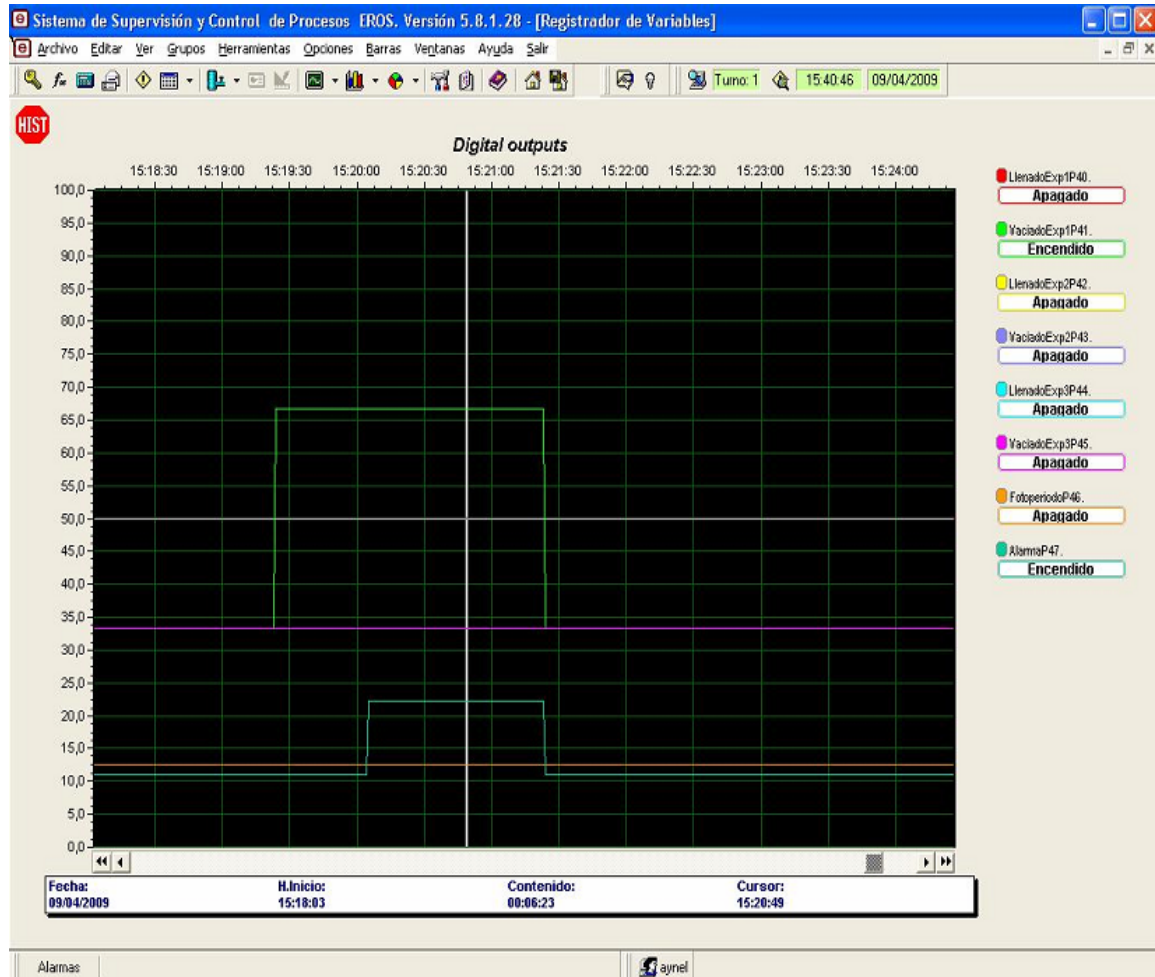 Sistema de Supervisión y Control de Procesos EROS. Versión 5.8.1.28 - [Registrador de Variables]
Archivo Editar Ver Grupos Herramientas Opciones Barras Ventanas Ayuda Salir
Turno: 1 15:40:46 09/04/2009
HIST
Digital outputs
15:18:30 15:19:00 15:19:30 15:20:00 15:20:30 15:21:00 15:21:30 15:22:00 15:22:30 15:23:00 15:23:30 15:24:00
100,0
95,0
90,0
85,0
80,0
75,0
70,0
65,0
60,0
55,0
50,0
45,0
40,0
35,0
30,0
25,0
20,0
15,0
10,0
5,0
0,0
LlenadoExp1P40.
Apagado
VaciadoExp1P41.
Encendido
LlenadoExp2P42.
Apagado
VaciadoExp2P43.
Apagado
LlenadoExp3P44.
Apagado
VaciadoExp3P45.
Apagado
FotoperiodoP46.
Apagado
AlarmaP47.
Encendido
Fecha: H.Inicio: Contenido: Cursor:
09/04/2009 15:18:03 00:06:23 15:20:49
Alarmas aynel